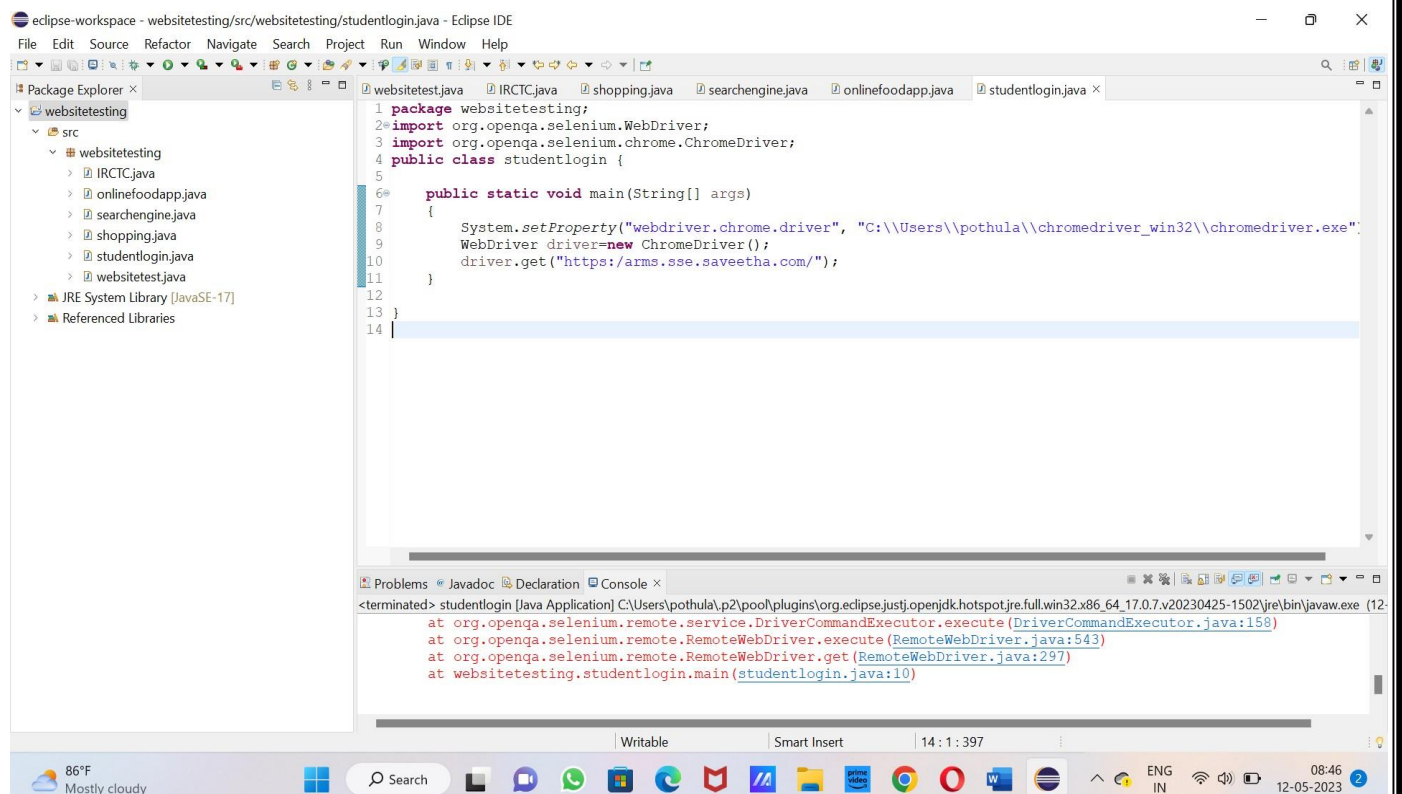 eclipse-workspace - websitetesting/src/websitetesting/studentlogin.java - Eclipse IDE
File Edit Source Refactor Navigate Search Project Run Window Help
Package Explorer
websitetest.java IRCTC.java shopping.java searchengine.java onlinefoodapp.java studentlogin.java
websitetesting
src
websitetesting
IRCTC.java
onlinefoodapp.java
searchengine.java
shopping.java
studentlogin.java
websitetest.java
JRE System Library [JavaSE-17]
Referenced Libraries
1 package websitetesting;
2 import org.openqa.selenium.WebDriver;
3 import org.openqa.selenium.chrome.ChromeDriver;
4 public class studentlogin {
5
6 public static void main(String[] args)
7 {
8 System.setProperty("webdriver.chrome.driver", "C:\\Users\\pothula\\chromedriver_win32\\chromedriver.exe")
9 WebDriver driver=new ChromeDriver();
10 driver.get("https:/arms.sse.saveetha.com/");
11 }
12
13 }
14
Problems Javadoc Declaration Console
<terminated> studentlogin [Java Application] C:\Users\pothula\.p2\pool\plugins\org.eclipse.justj.openjdk.hotspot.jre.full.win32.x86_64_17.0.7.v20230425-1502\jre\bin\javaw.exe (12-
at org.openqa.selenium.remote.service.DriverCommandExecutor.execute(DriverCommandExecutor.java:158)
at org.openqa.selenium.remote.RemoteWebDriver.execute(RemoteWebDriver.java:543)
at org.openqa.selenium.remote.RemoteWebDriver.get(RemoteWebDriver.java:297)
at websitetesting.studentlogin.main(studentlogin.java:10)
Writable Smart Insert 14 : 1 : 397
86°F
Mostly cloudy
Search
prime video
ENG
IN
08:46
12-05-2023
2